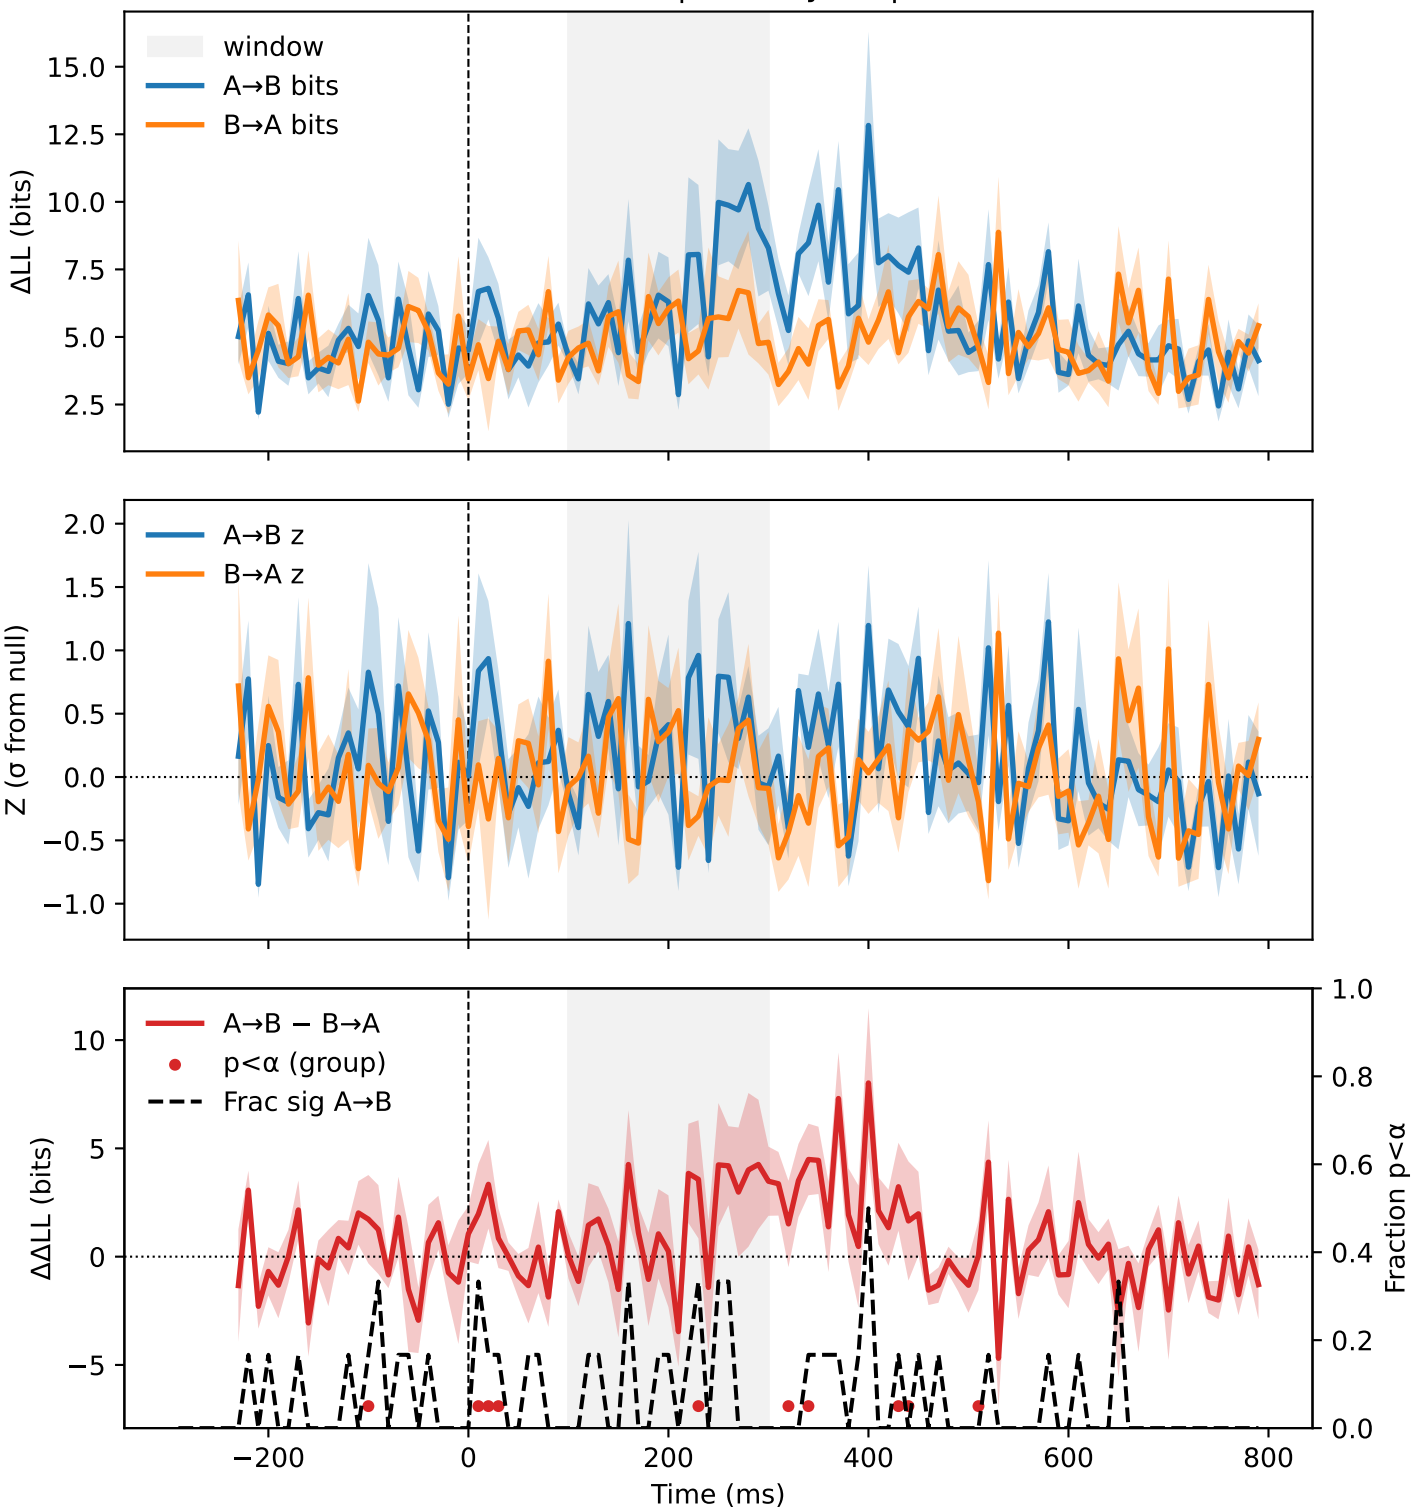 window
A→B bits
B→A bits
ΔLL (bits)
15.0
12.5
10.0
7.5
5.0
2.5
A→B z
B→A z
Z (σ from null)
2.0
1.5
1.0
0.5
0.0
−0.5
−1.0
A→B − B→A
p<α (group)
Frac sig A→B
ΔΔLL (bits)
10
5
0
−5
1.0
0.8
0.6
0.4
0.2
0.0
Fraction p<α
−200
0
200
400
600
800
Time (ms)